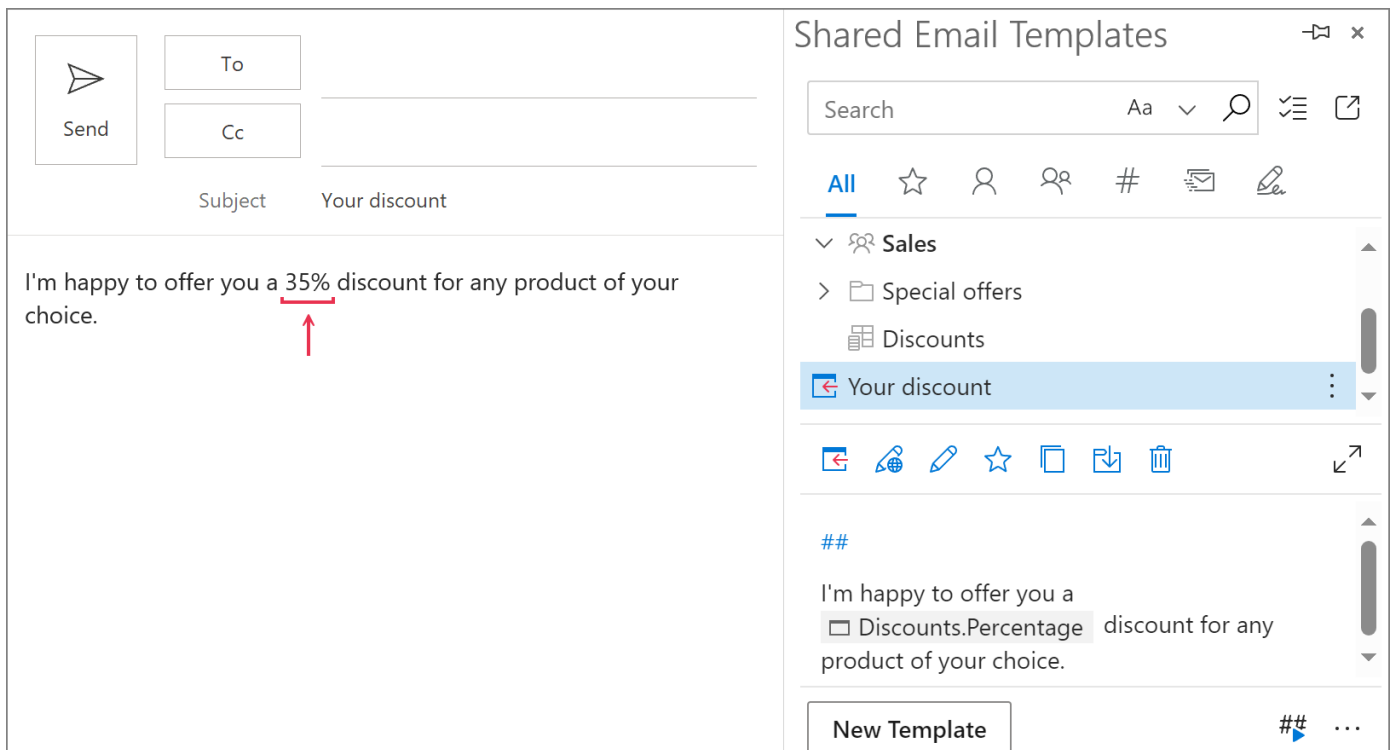 Send
To
Cc
Subject
Your discount
I'm happy to offer you a 35% discount for any product of your
choice.
Shared Email Templates
Search
Aa
All
Sales
Special offers
Discounts
Your discount
##
I'm happy to offer you a
Discounts.Percentage discount for any
product of your choice.
New Template
##